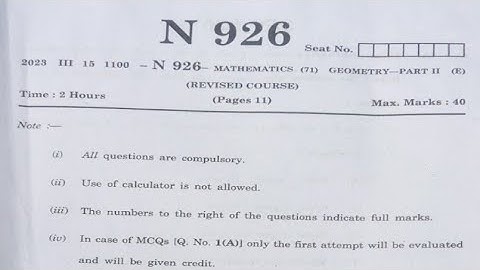 N 926
Seat No.
2023 III 15 1100 – N 926– MATHEMATICS (71) GEOMETRY—PART II (E)
(REVISED COURSE)
Time : 2 Hours (Pages 11) Max. Marks : 40
Note :—
(i) All questions are compulsory.
(ii) Use of calculator is not allowed.
(iii) The numbers to the right of the questions indicate full marks.
(iv) In case of MCQs [Q. No. 1(A)] only the first attempt will be evaluated
and will be given credit.